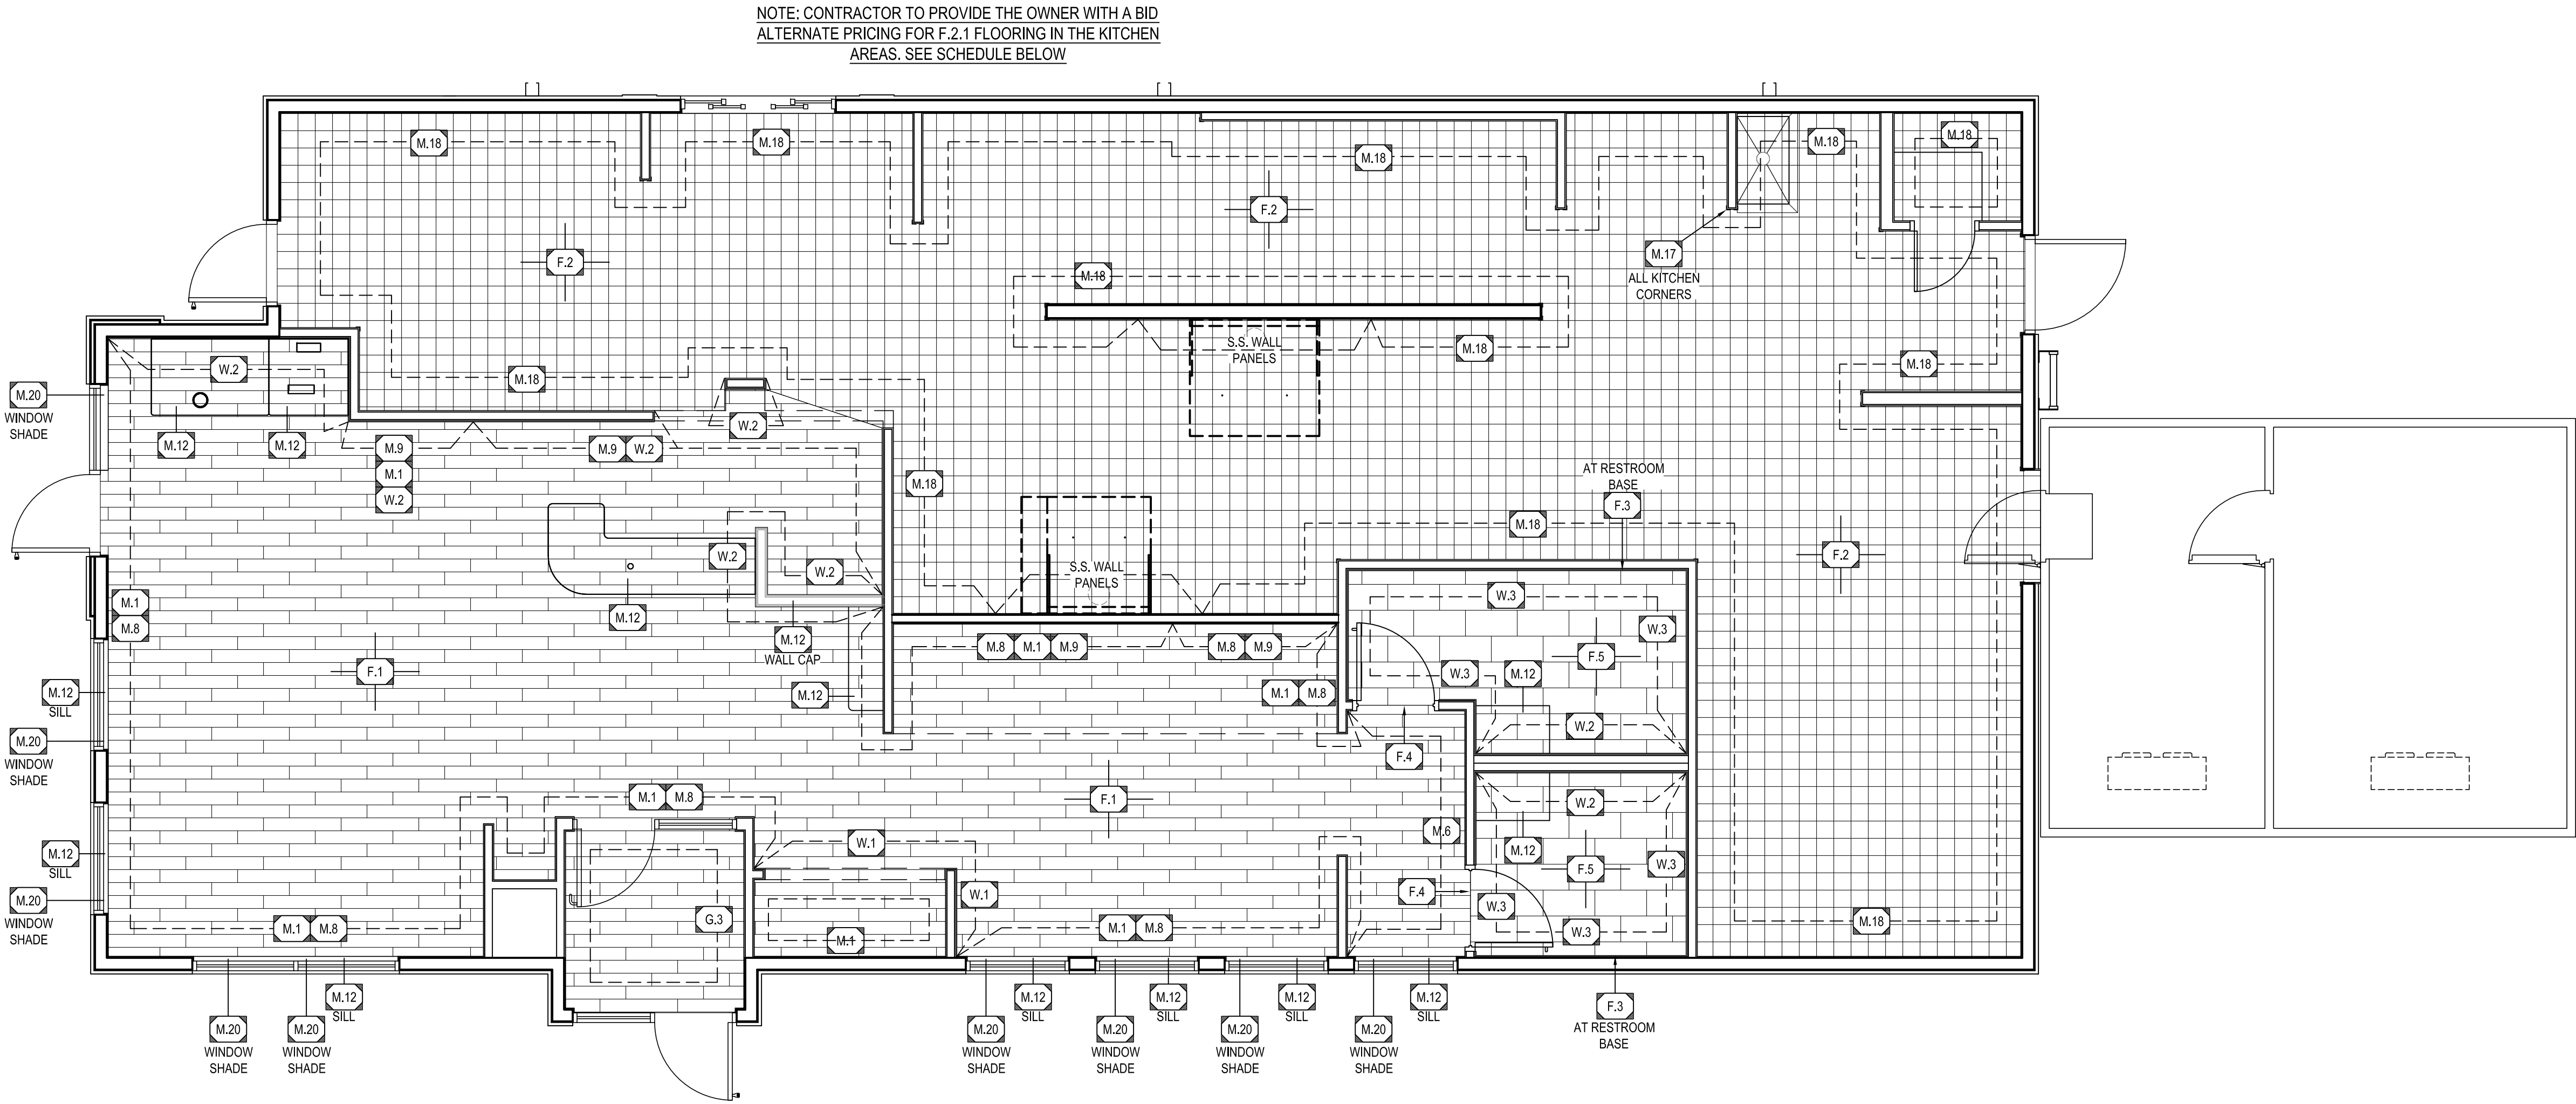 NOTE: CONTRACTOR TO PROVIDE THE OWNER WITH A BID
ALTERNATE PRICING FOR F.2.1 FLOORING IN THE KITCHEN
AREAS. SEE SCHEDULE BELOW
M.18
M.18
M.18
M.18
M.18
F.2
F.2
M.17
ALL KITCHEN
CORNERS
M.18
S.S. WALL
PANELS
M.18
M.18
W.2
M.18
M.20
WINDOW
SHADE
M.12
M.12
W.2
M.9
M.1
W.2
M.9
W.2
M.18
AT RESTROOM
BASE
F.3
M.18
F.2
W.2
W.2
S.S. WALL
PANELS
M.1
M.8
M.12
M.12
WALL CAP
W.3
W.3
F.5
M.8
M.1
M.9
M.8
M.9
F.1
W.3
M.12
M.12
SILL
M.12
M.1
M.8
W.2
M.20
WINDOW
SHADE
F.4
M.1
M.8
F.1
W.2
M.6
W.1
M.12
M.12
SILL
F.5
W.3
M.20
WINDOW
SHADE
W.1
F.4
W.3
G.3
M.1
M.8
M.1
M.1
M.8
W.3
M.18
M.12
SILL
M.12
SILL
M.12
SILL
M.12
SILL
M.12
SILL
F.3
AT RESTROOM
BASE
M.20
WINDOW
SHADE
M.20
WINDOW
SHADE
M.20
WINDOW
SHADE
M.20
WINDOW
SHADE
M.20
WINDOW
SHADE
M.20
WINDOW
SHADE